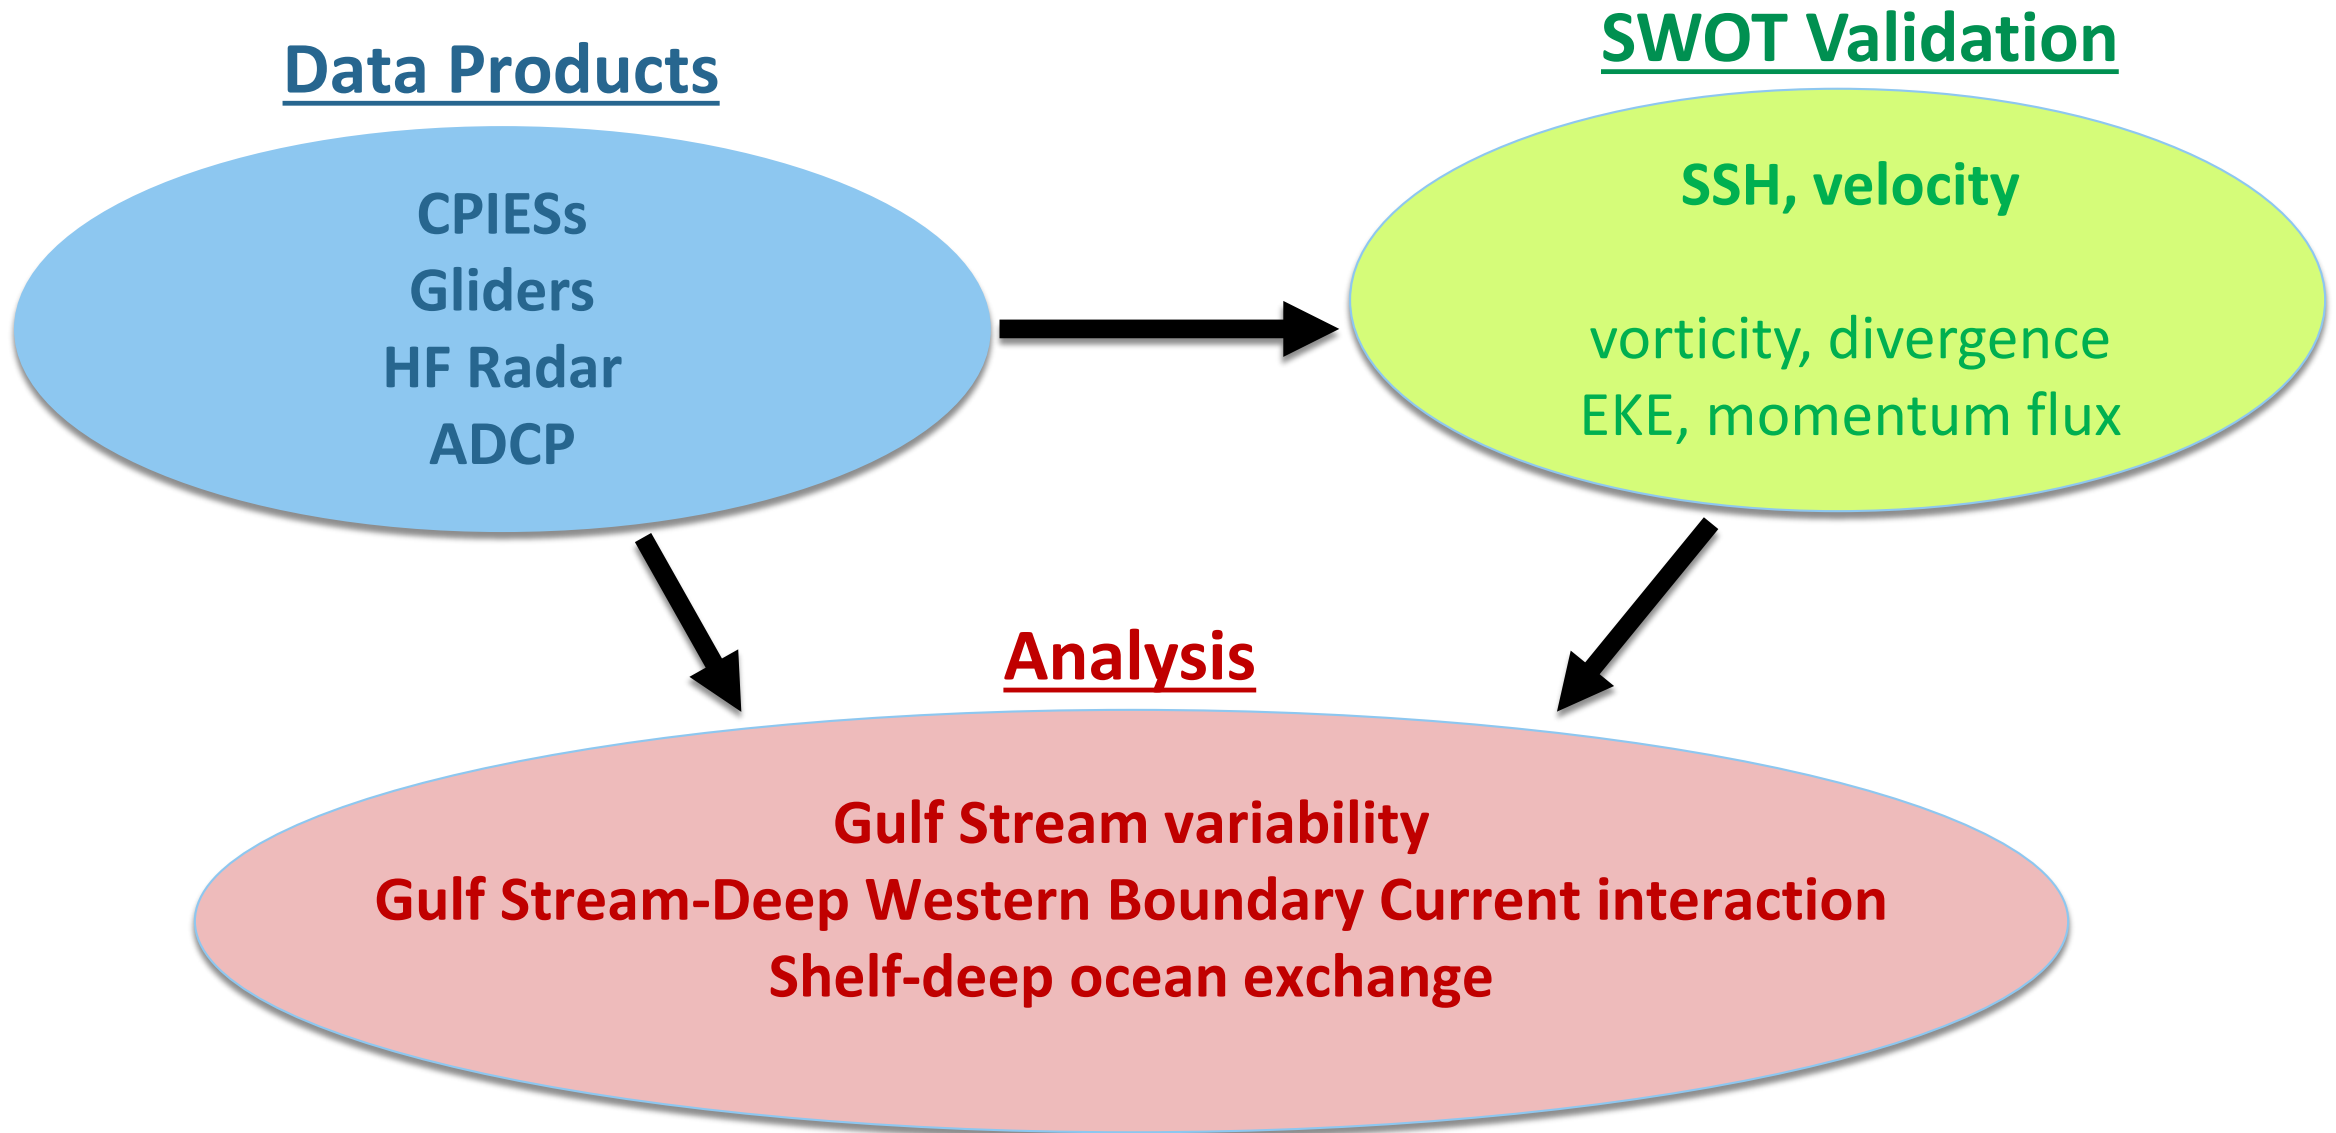 Data Products
CPIESs
Gliders
HF Radar
ADCP
SWOT Validation
SSH, velocity
vorticity, divergence
EKE, momentum flux
Analysis
Gulf Stream variability
Gulf Stream-Deep Western Boundary Current interaction
Shelf-deep ocean exchange